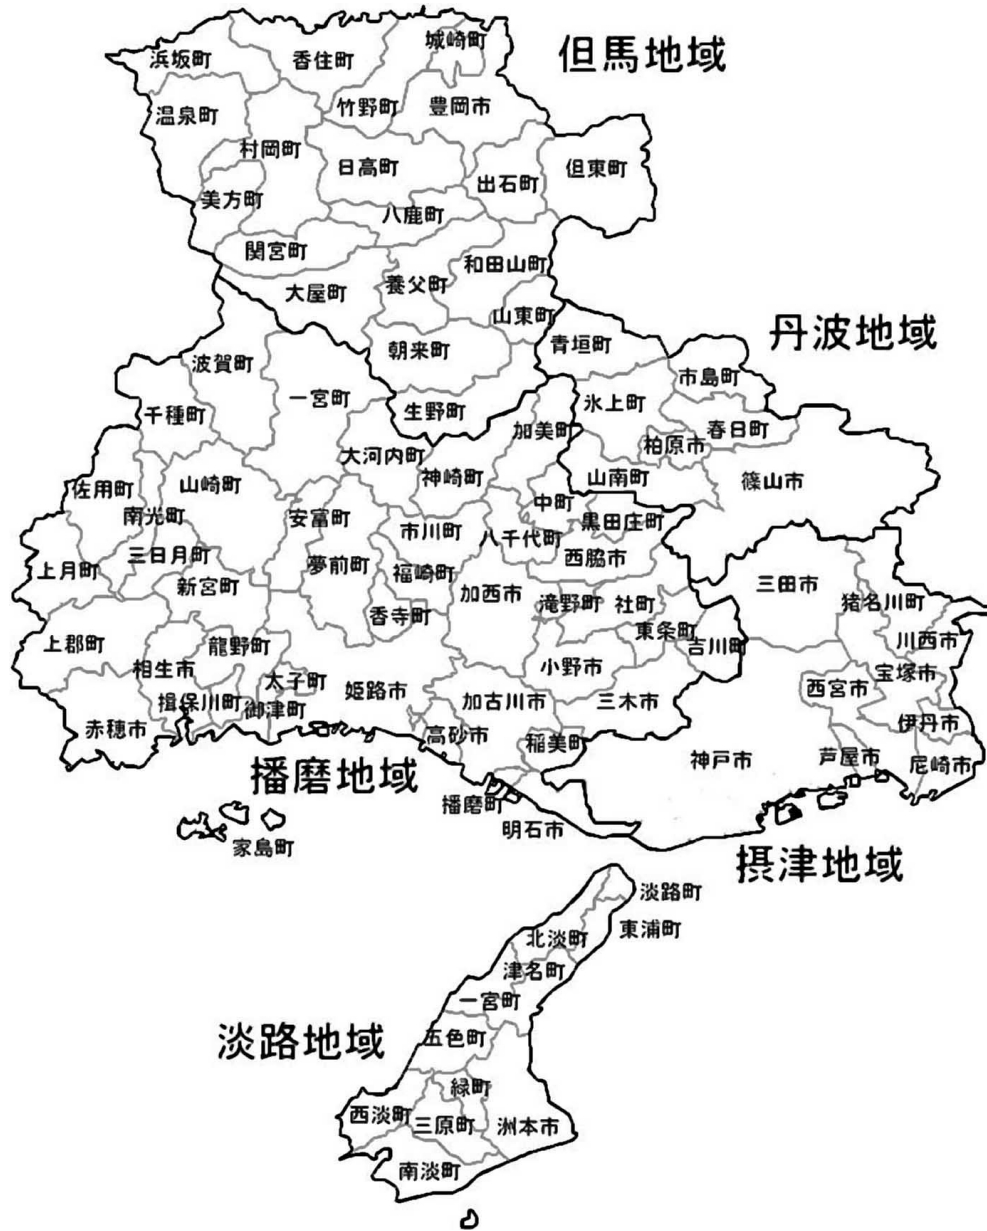 城崎町
但馬地域
浜坂町
香住町
竹野町
豊岡市
温泉町
村岡町
日高町
出石町
但東町
美方町
八鹿町
関宮町
和田山町
養父町
大屋町
山東町
丹波地域
朝来町
青垣町
波賀町
市島町
一宮町
生野町
氷上町
千種町
加美町
春日町
柏原市
大河内町
神崎町
山南町
篠山市
佐用町
山崎町
中町
南光町
安富町
市川町
八千代町
黒田庄町
三日月町
西脇市
上月町
夢前町
福崎町
三田市
新宮町
加西市
滝野町
社町
猪名川町
香寺町
東条町
川西市
上郡町
龍野町
吉川町
相生市
小野市
宝塚市
太子町
姫路市
西宮市
揖保川町
御津町
加古川市
三木市
赤穂市
伊丹市
高砂市
稲美町
神戸市
芦屋市
尼崎市
播磨地域
播磨町
明石市
家島町
摂津地域
淡路町
東浦町
北淡町
津名町
一宮町
淡路地域
五色町
緑町
西淡町
三原町
洲本市
南淡町